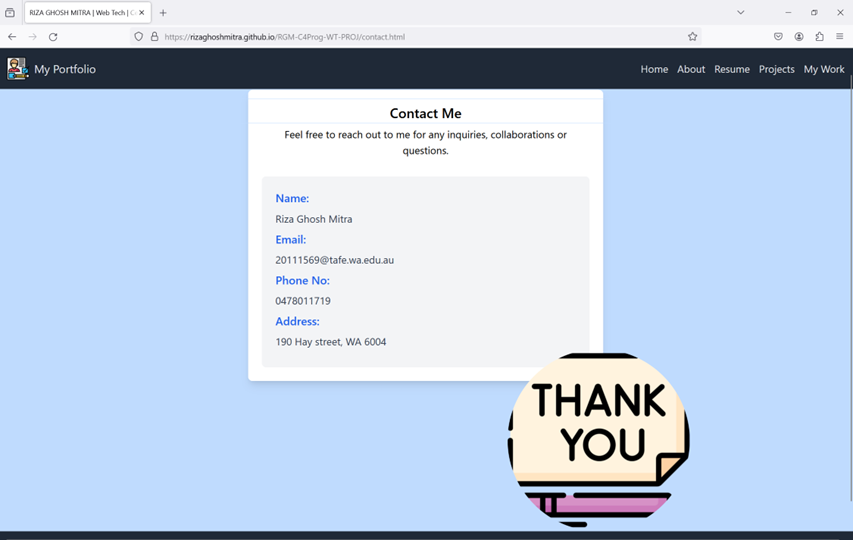 RIZA GHOSH MITRA | Web Tech | C
https://rizaghoshmitra.github.io/RGM-C4Prog-WT-PROJ/contact.html
My Portfolio
Home About Resume Projects My Work
Contact Me
Feel free to reach out to me for any inquiries, collaborations or
questions.
Name:
Riza Ghosh Mitra
Email:
20111569@tafe.wa.edu.au
Phone No:
0478011719
Address:
190 Hay street, WA 6004
THANK
YOU